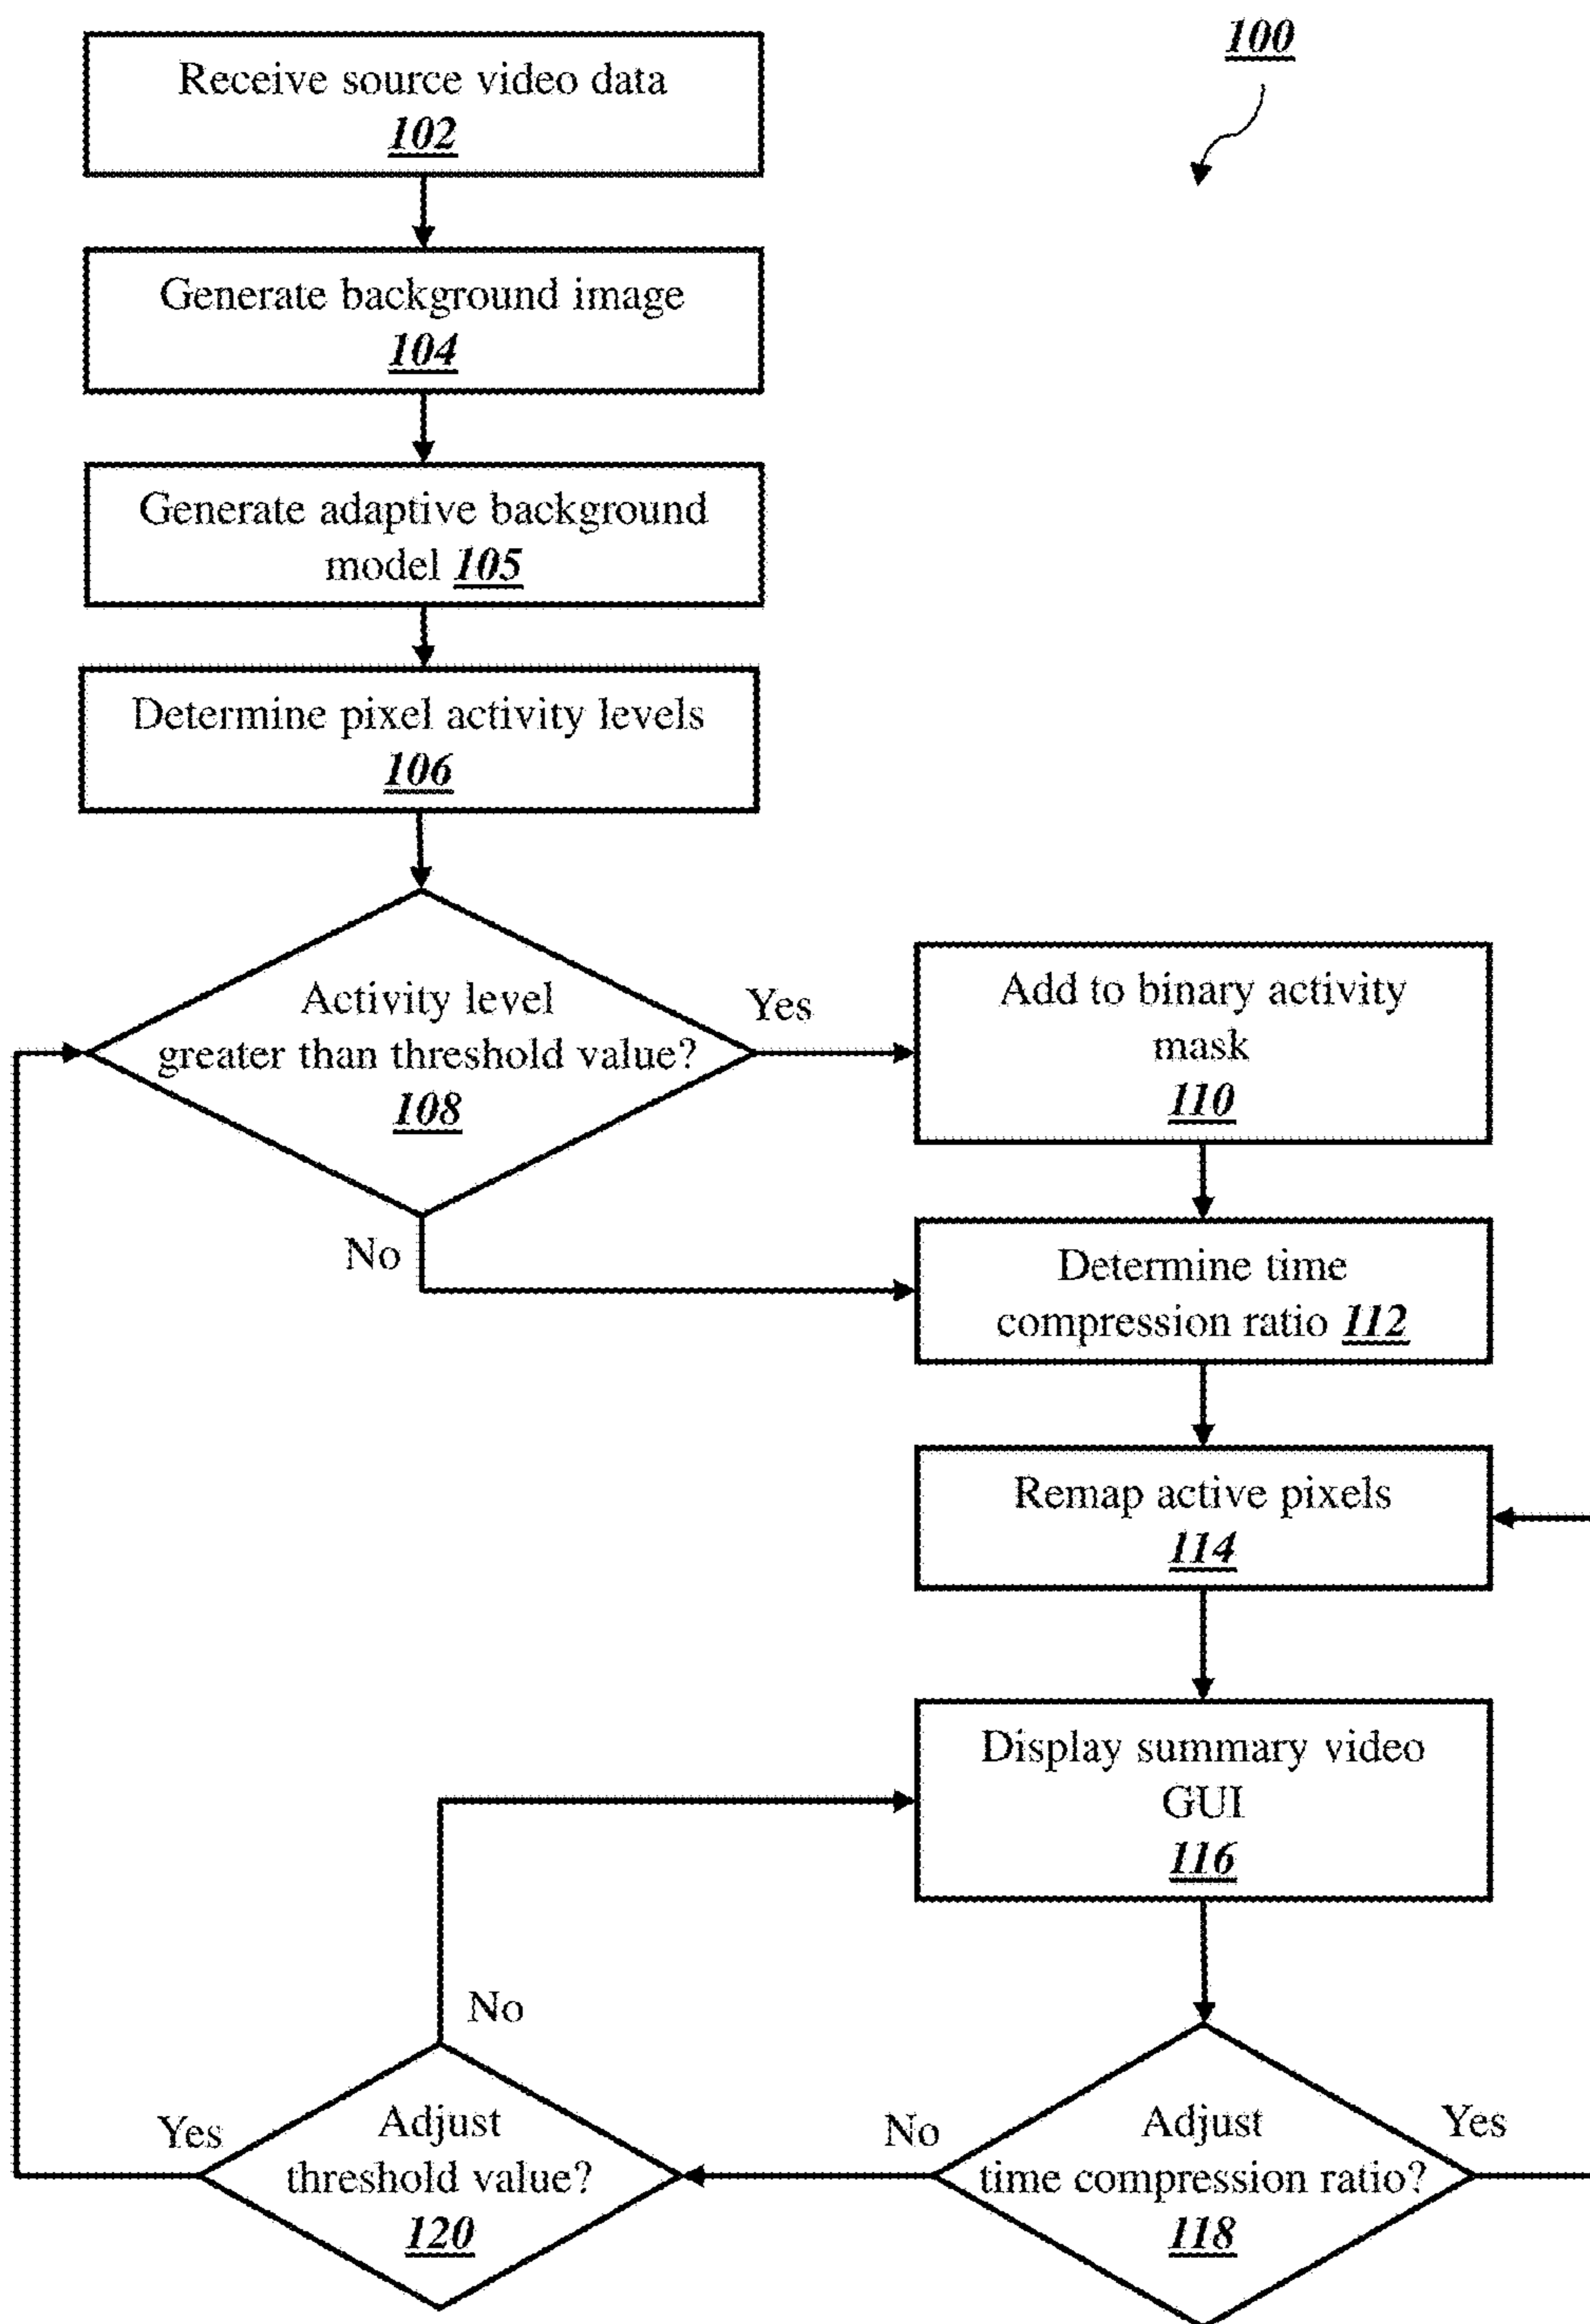 100
Receive source video data
102
Generate background image
104
Generate adaptive background
model 105
Determine pixel activity levels
106
Activity level
greater than threshold value?
108
Yes
No
Add to binary activity
mask
110
Determine time
compression ratio 112
Remap active pixels
114
Display summary video
GUI
116
Adjust
time compression ratio?
118
Yes
No
Adjust
threshold value?
120
No
Yes